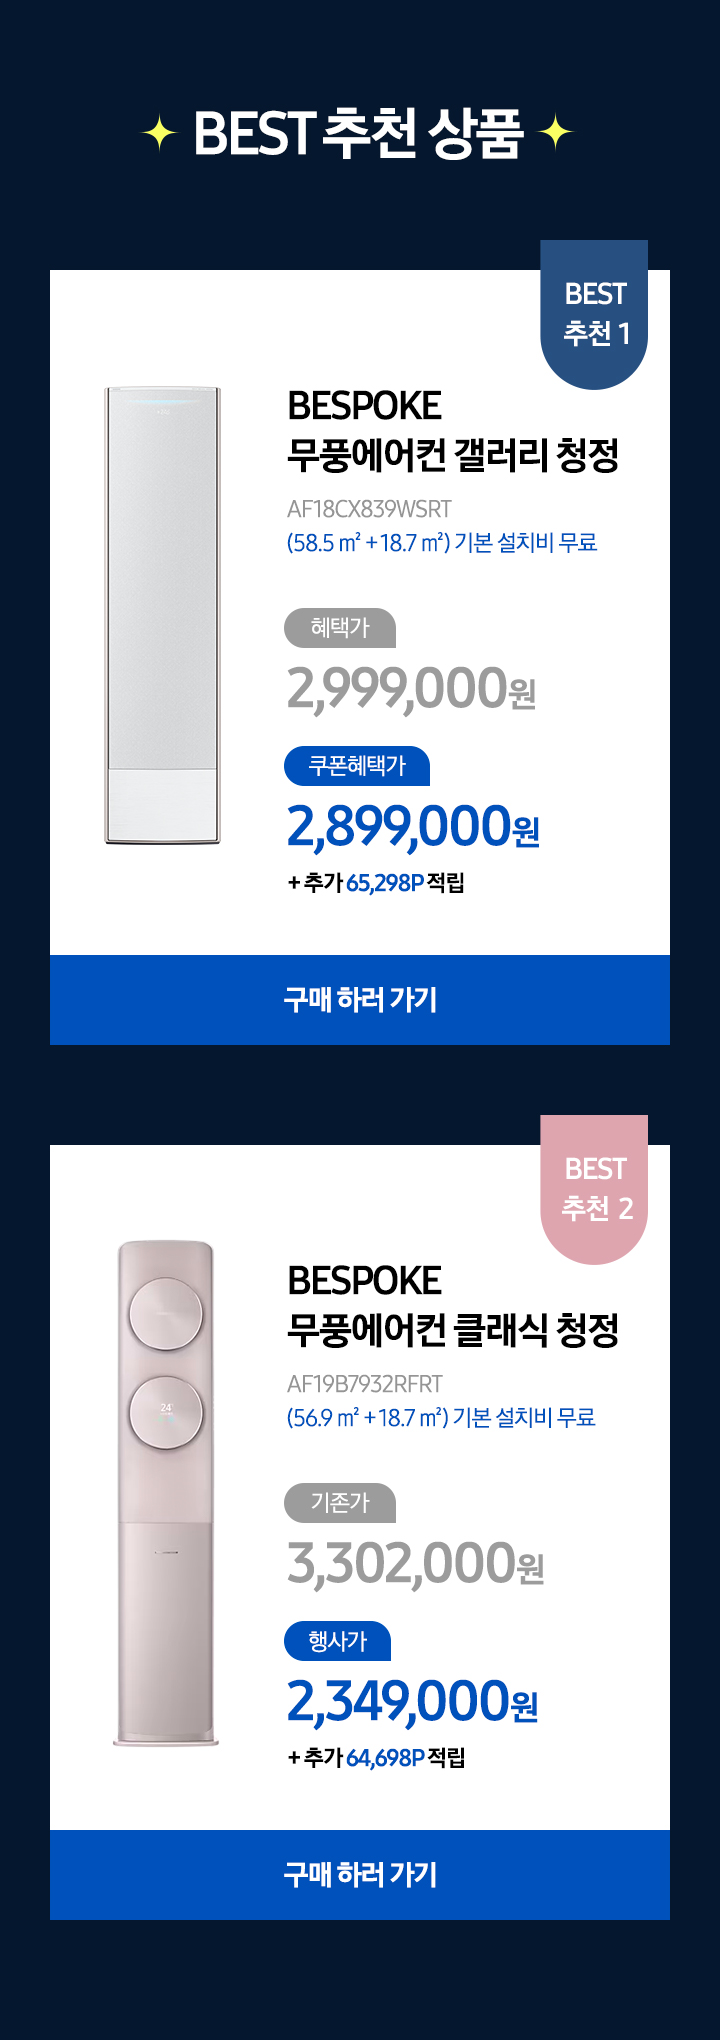 BEST 추천 상품
BEST
추천 1
BESPOKE
무풍에어컨 갤러리 청정
AF18CX839WSRT
(58.5 ㎡ + 18.7 ㎡) 기본 설치비 무료
혜택가
2,999,000원
쿠폰혜택가
2,899,000원
+ 추가 65,298P 적립
구매 하러 가기
BEST
추천 2
BESPOKE
무풍에어컨 클래식 청정
AF19B7932RFRT
(56.9 ㎡ + 18.7 ㎡) 기본 설치비 무료
24°
기존가
3,302,000원
행사가
2,349,000원
+ 추가 64,698P 적립
구매 하러 가기